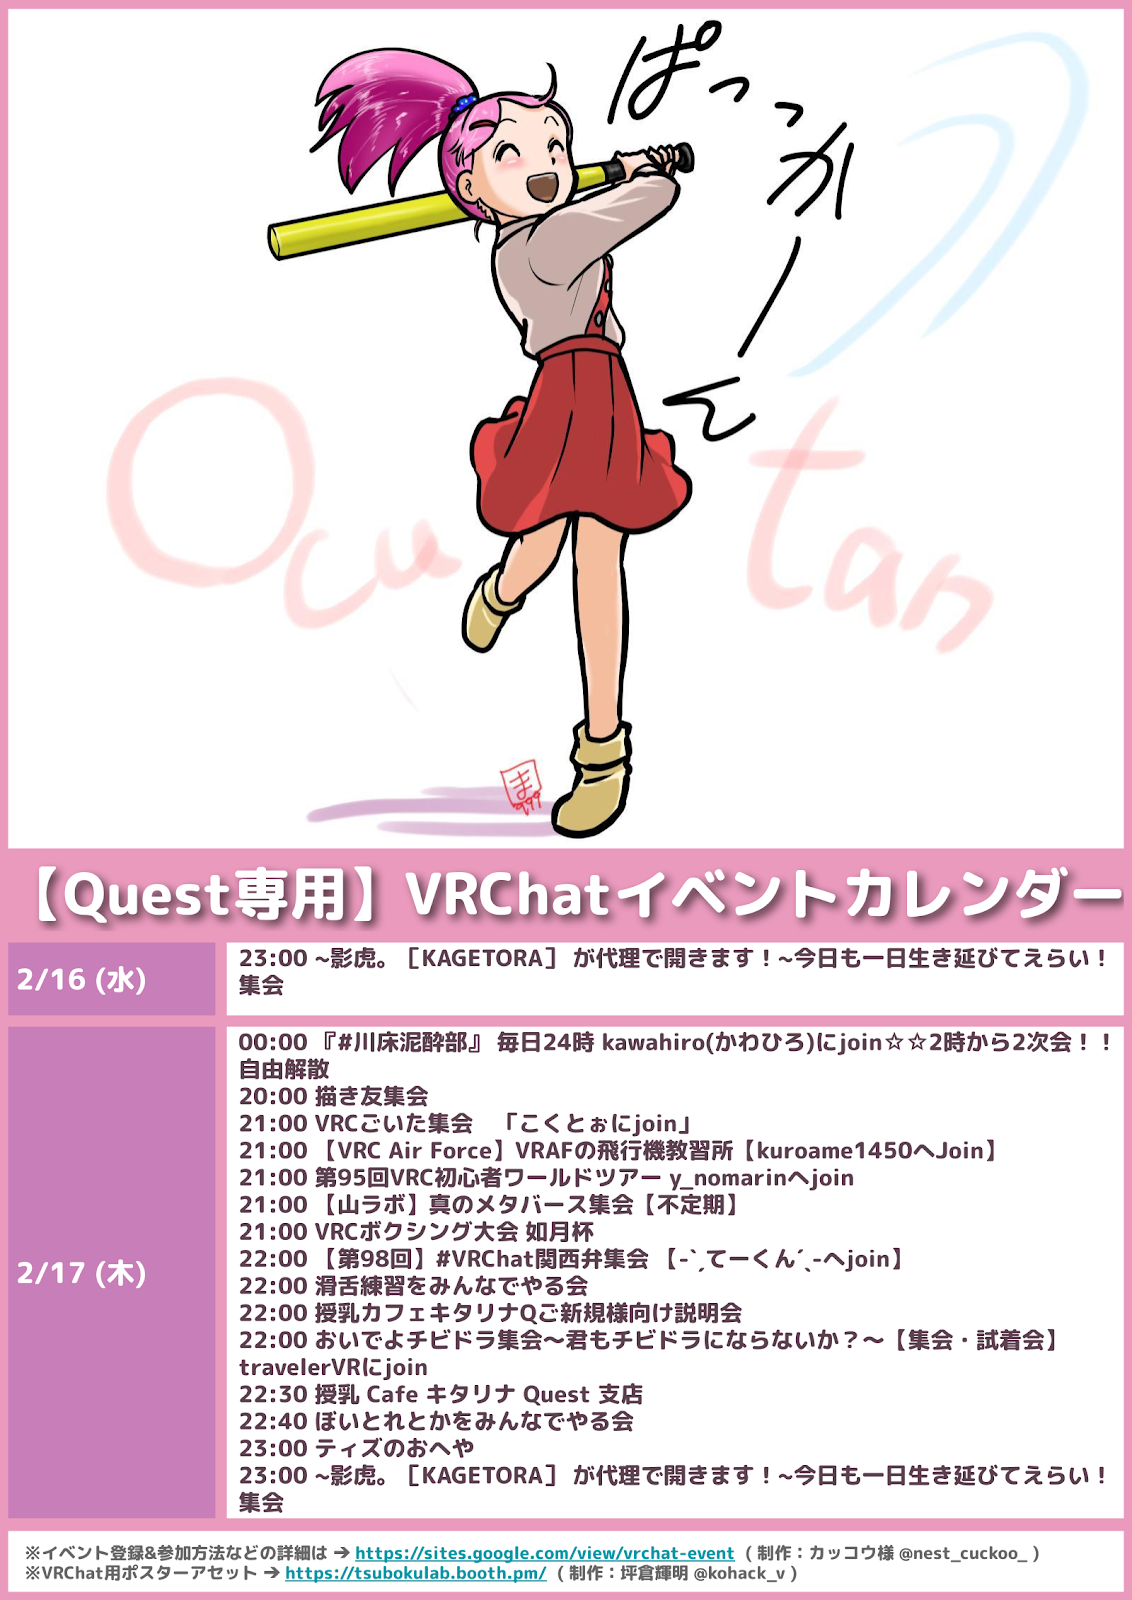 ぱっっかーん
Ocu tan
ま
999
【Quest専用】VRChatイベントカレンダー
2/16 (水)
23:00 ~影虎。［KAGETORA］ が代理で開きます！~今日も一日生き延びてえらい！
集会
2/17 (木)
00:00 『#川床泥酔部』 毎日24時 kawahiro(かわひろ)にjoin☆☆2時から2次会！！
自由解散
20:00 描き友集会
21:00 VRCごいた集会　「こくとぉにjoin」
21:00 【VRC Air Force】VRAFの飛行機教習所【kuroame1450へJoin】
21:00 第95回VRC初心者ワールドツアー y_nomarinへjoin
21:00 【山ラボ】真のメタバース集会【不定期】
21:00 VRCボクシング大会 如月杯
22:00 【第98回】#VRChat関西弁集会 【-ˋˏてーくんˊˎ-へjoin】
22:00 滑舌練習をみんなでやる会
22:00 授乳カフェキタリナQご新規様向け説明会
22:00 おいでよチビドラ集会～君もチビドラにならないか？～【集会・試着会】
travelerVRにjoin
22:30 授乳 Cafe キタリナ Quest 支店
22:40 ぼいとれとかをみんなでやる会
23:00 ティズのおへや
23:00 ~影虎。［KAGETORA］ が代理で開きます！~今日も一日生き延びてえらい！
集会
※イベント登録&参加方法などの詳細は ➔ https://sites.google.com/view/vrchat-event （ 制作：カッコウ様 @nest_cuckoo_ ）
※VRChat用ポスターアセット ➔ https://tsubokulab.booth.pm/ （ 制作：坪倉輝明 @kohack_v ）